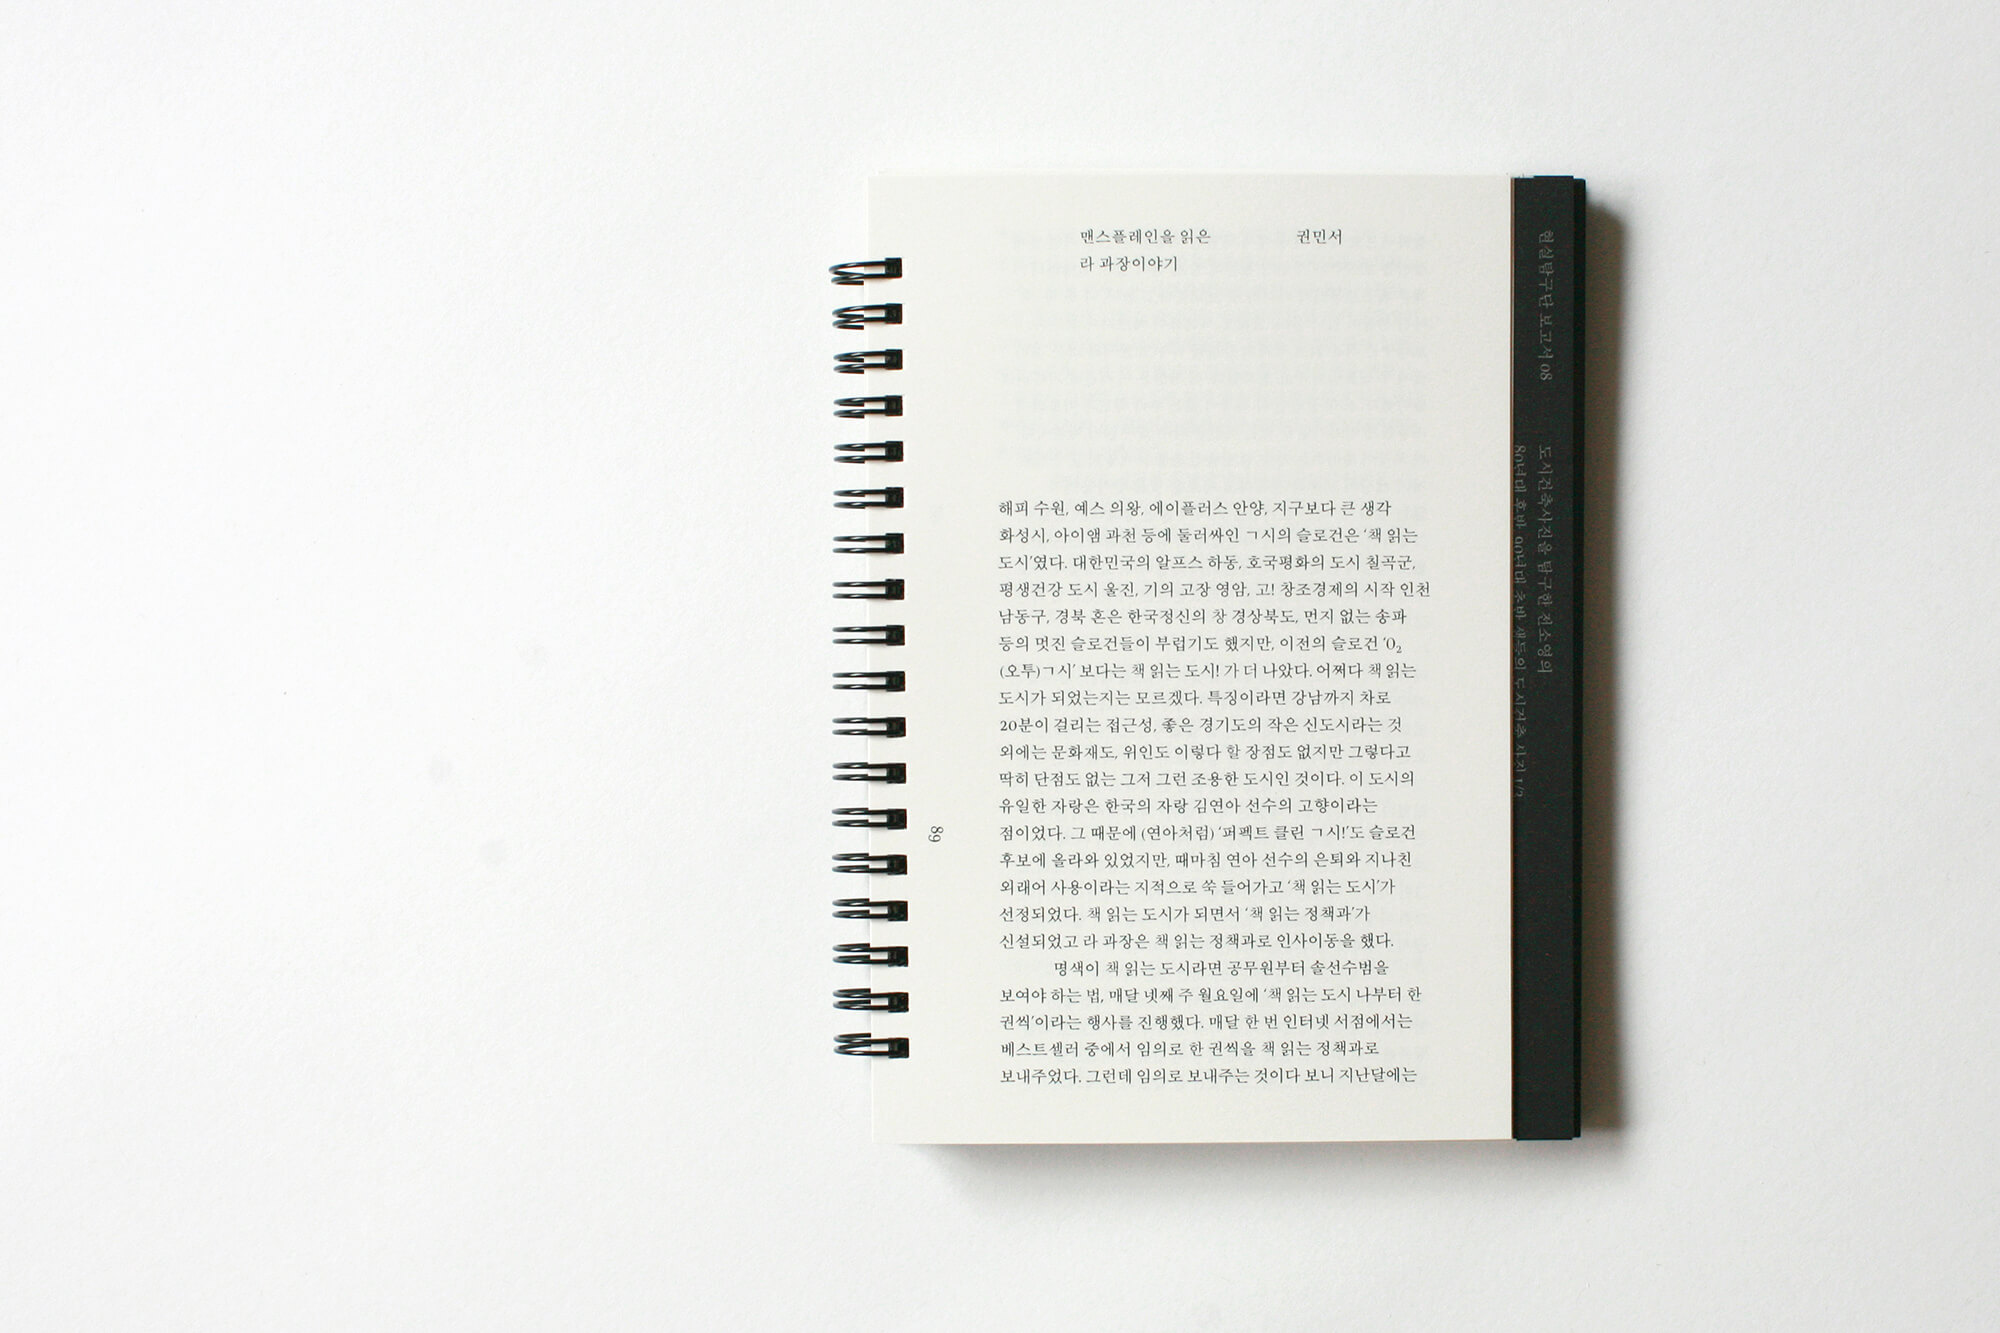 맨스플레인을 읽은
라 과장이야기
권민서
해피 수원, 예스 의왕, 에이플러스 안양, 지구보다 큰 생각
화성시, 아이앰 과천 등에 둘러싸인 ㄱ시의 슬로건은 ‘책 읽는
도시’였다. 대한민국의 알프스 하동, 호국평화의 도시 칠곡군,
평생건강 도시 울진, 기의 고장 영암, 고! 창조경제의 시작 인천
남동구, 경북 혼은 한국정신의 창 경상북도, 먼지 없는 송파
등의 멋진 슬로건들이 부럽기도 했지만, 이전의 슬로건 ‘O₂
(오투)ㄱ시’ 보다는 책 읽는 도시! 가 더 나았다. 어쩌다 책 읽는
도시가 되었는지는 모르겠다. 특징이라면 강남까지 차로
20분이 걸리는 접근성, 좋은 경기도의 작은 신도시라는 것
외에는 문화재도, 위인도 이렇다 할 장점도 없지만 그렇다고
딱히 단점도 없는 그저 그런 조용한 도시인 것이다. 이 도시의
유일한 자랑은 한국의 자랑 김연아 선수의 고향이라는
점이었다. 그 때문에 (연아처럼) ‘퍼펙트 클린 ㄱ시!’도 슬로건
후보에 올라와 있었지만, 때마침 연아 선수의 은퇴와 지나친
외래어 사용이라는 지적으로 쑥 들어가고 ‘책 읽는 도시’가
선정되었다. 책 읽는 도시가 되면서 ‘책 읽는 정책과’가
신설되었고 라 과장은 책 읽는 정책과로 인사이동을 했다.
명색이 책 읽는 도시라면 공무원부터 솔선수범을
보여야 하는 법, 매달 넷째 주 월요일에 ‘책 읽는 도시 나부터 한
권씩’이라는 행사를 진행했다. 매달 한 번 인터넷 서점에서는
베스트셀러 중에서 임의로 한 권씩을 책 읽는 정책과로
보내주었다. 그런데 임의로 보내주는 것이다 보니 지난달에는
89
현실탐구단 보고서 08
도시건축사진을 탐구한 진소영의
80년대 후반 90년대 초반 생들의 도시건축 사진